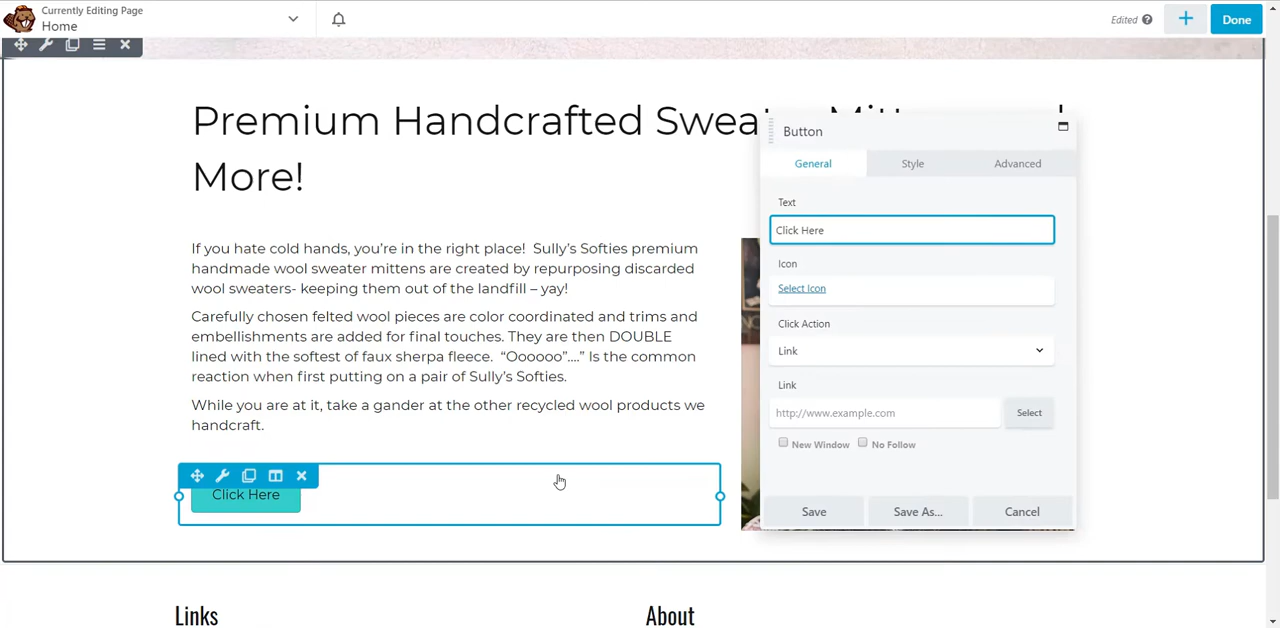 Currently Editing Page
Home
Edited
Done
Premium Handcrafted
More!
Button
General Style Advanced
Text
Click Here
Icon
Select Icon
Click Action
Link
Link
http://www.example.com
Select
New Window No Follow
Save Save As... Cancel
If you hate cold hands, you’re in the right place! Sully’s Softies premium
handmade wool sweater mittens are created by repurposing discarded
wool sweaters- keeping them out of the landfill – yay!
Carefully chosen felted wool pieces are color coordinated and trims and
embellishments are added for final touches. They are then DOUBLE
lined with the softest of faux sherpa fleece. “Oooooo”…." Is the common
reaction when first putting on a pair of Sully’s Softies.
While you are at it, take a gander at the other recycled wool products we
handcraft.
Click Here
Links
About